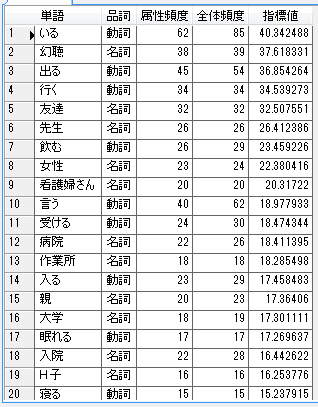 単語 品詞 属性頻度 全体頻度 指標値
1 いる 動詞 62 85 40.342488
2 幻聴 名詞 38 39 37.618331
3 出る 動詞 45 54 36.854264
4 行く 動詞 34 34 34.539273
5 友達 名詞 32 32 32.507551
6 先生 名詞 26 26 26.412386
7 飲む 動詞 26 29 23.459226
8 女性 名詞 23 24 22.380416
9 看護婦さん 名詞 20 20 20.31722
10 言う 動詞 40 62 18.977933
11 受ける 動詞 24 30 18.474344
12 病院 名詞 22 26 18.411395
13 作業所 名詞 18 18 18.285498
14 入る 動詞 23 29 17.458483
15 親 名詞 20 23 17.36406
16 大学 名詞 18 19 17.301111
17 眠れる 動詞 17 17 17.269637
18 入院 名詞 22 28 16.442622
19 H子 名詞 16 16 16.253776
20 寝る 動詞 15 15 15.237915